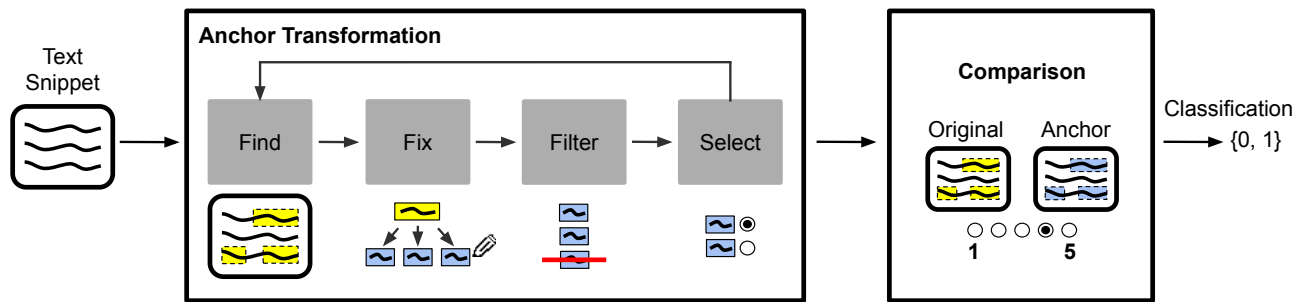 Text
Snippet
Anchor Transformation
Find
Fix
Filter
Select
Comparison
Original
Anchor
1
5
Classification
{0, 1}